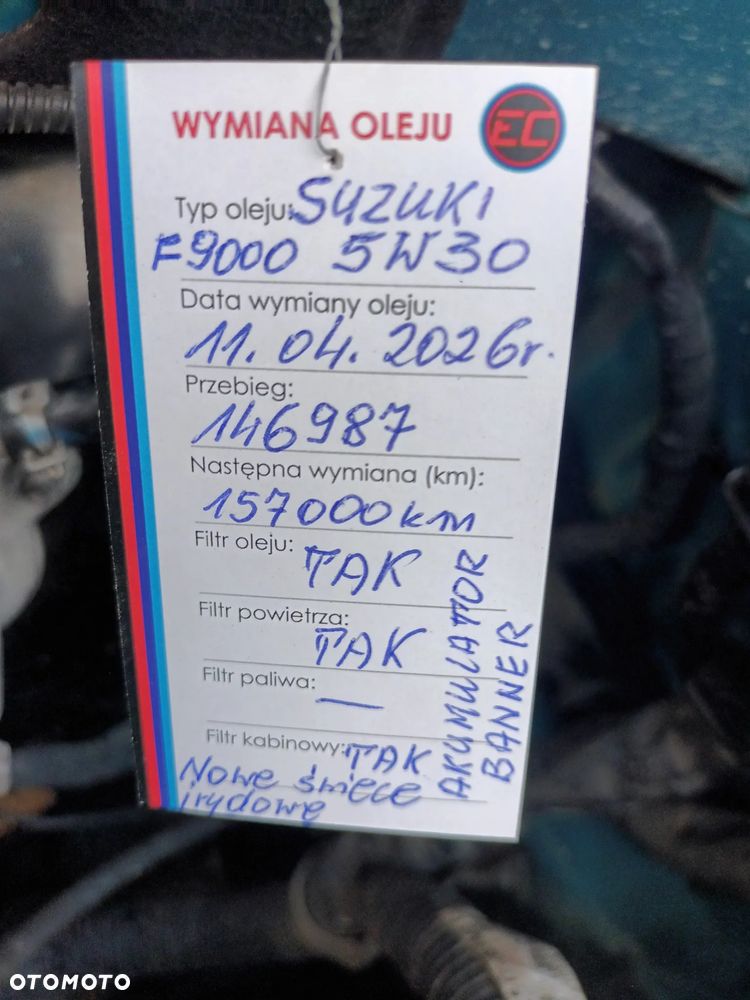 WYMIANA OLEJU
EC
Typ oleju: SUZUKI
F9000 5W30
Data wymiany oleju:
11.04.2026r.
Przebieg:
146987
Następna wymiana (km):
157000km
Filtr oleju: TAK
Filtr powietrza: TAK
Filtr paliwa: —
Filtr kabinowy: TAK
Nowe świece
irydowe
AKUMULATOR
BANNER
OTOMOTO